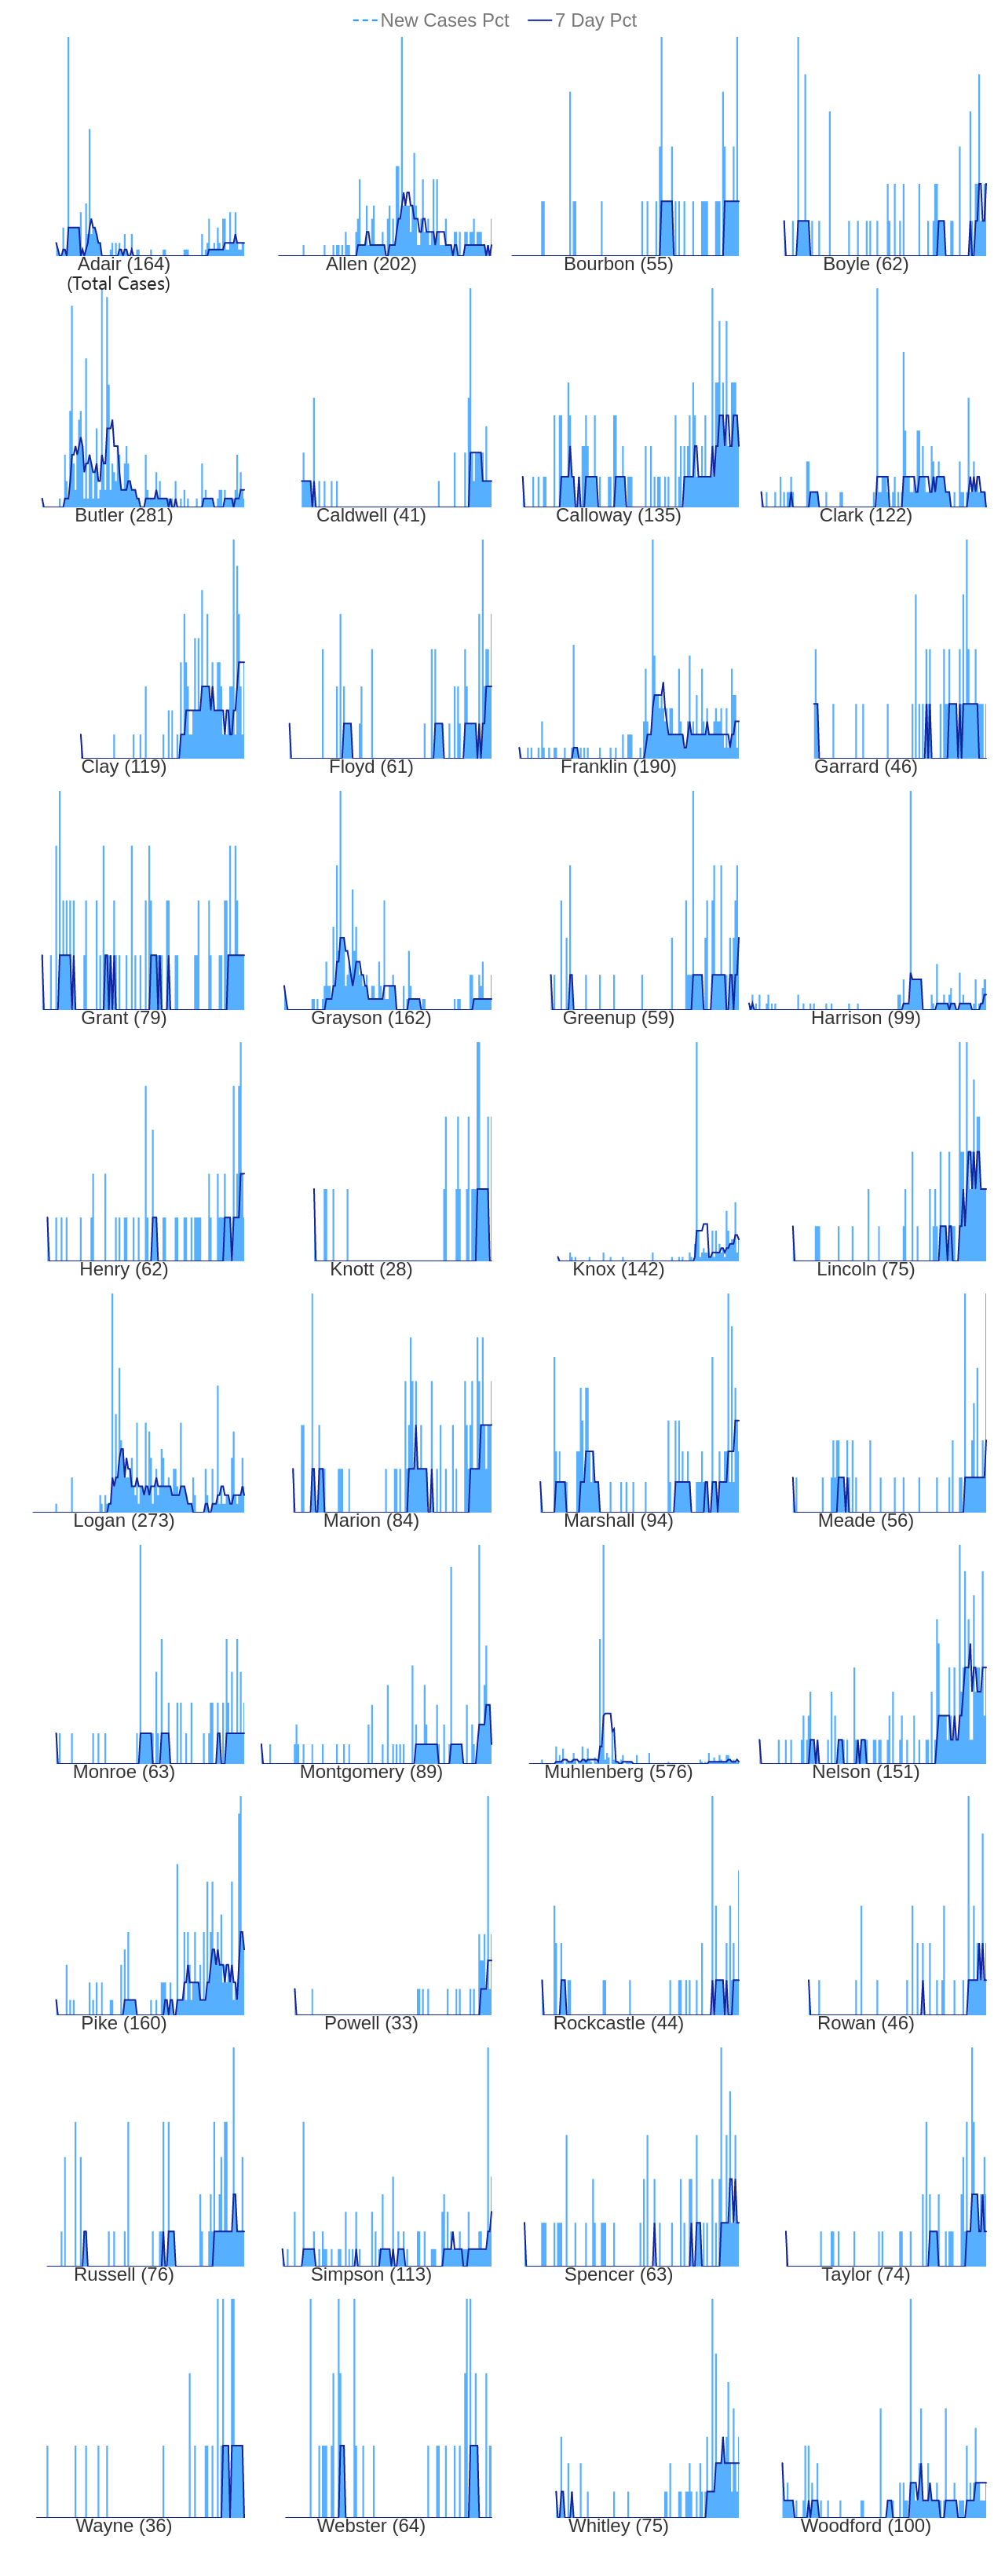 New Cases Pct 7 Day Pct
Adair (164) Allen (202) Bourbon (55) Boyle (62)
(Total Cases)
Butler (281) Caldwell (41) Calloway (135) Clark (122)
Clay (119) Floyd (61) Franklin (190) Garrard (46)
Grant (79) Grayson (162) Greenup (59) Harrison (99)
Henry (62) Knott (28) Knox (142) Lincoln (75)
Logan (273) Marion (84) Marshall (94) Meade (56)
Monroe (63) Montgomery (89) Muhlenberg (576) Nelson (151)
Pike (160) Powell (33) Rockcastle (44) Rowan (46)
Russell (76) Simpson (113) Spencer (63) Taylor (74)
Wayne (36) Webster (64) Whitley (75) Woodford (100)